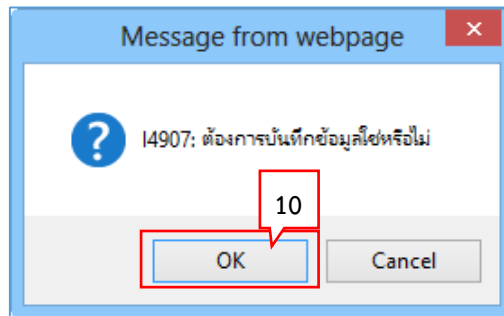 Message from webpage
I4907: ต้องการบันทึกข้อมูลใช่หรือไม่
10
OK
Cancel